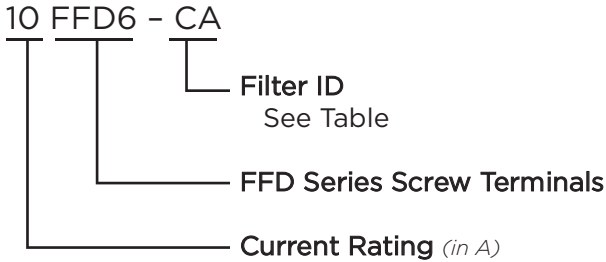 10 FFD6 – CA
Filter ID
See Table
FFD Series Screw Terminals
Current Rating (in A)